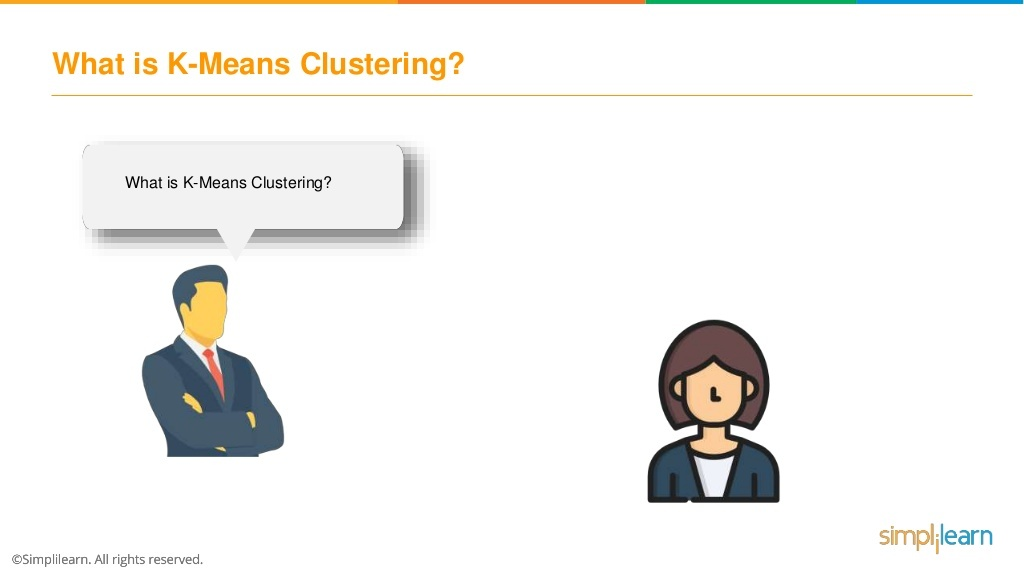 What is K-Means Clustering?
What is K-Means Clustering?
simplilearn
©Simplilearn. All rights reserved.